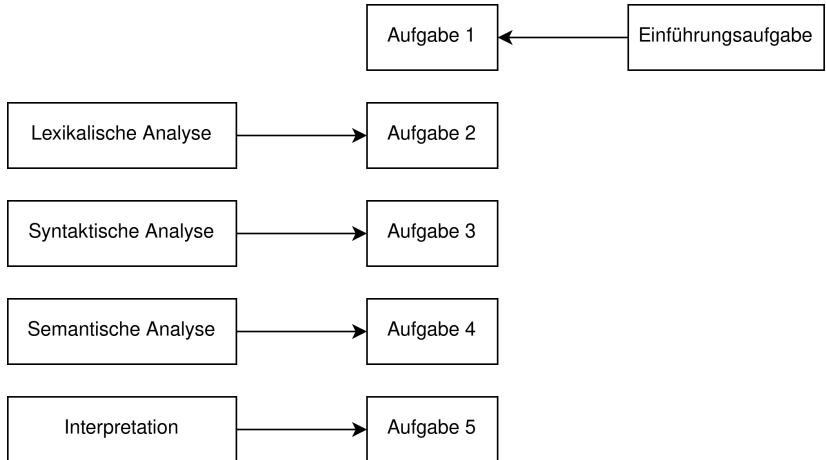 Aufgabe 1
Einführungsaufgabe
Lexikalische Analyse
Aufgabe 2
Syntaktische Analyse
Aufgabe 3
Semantische Analyse
Aufgabe 4
Interpretation
Aufgabe 5